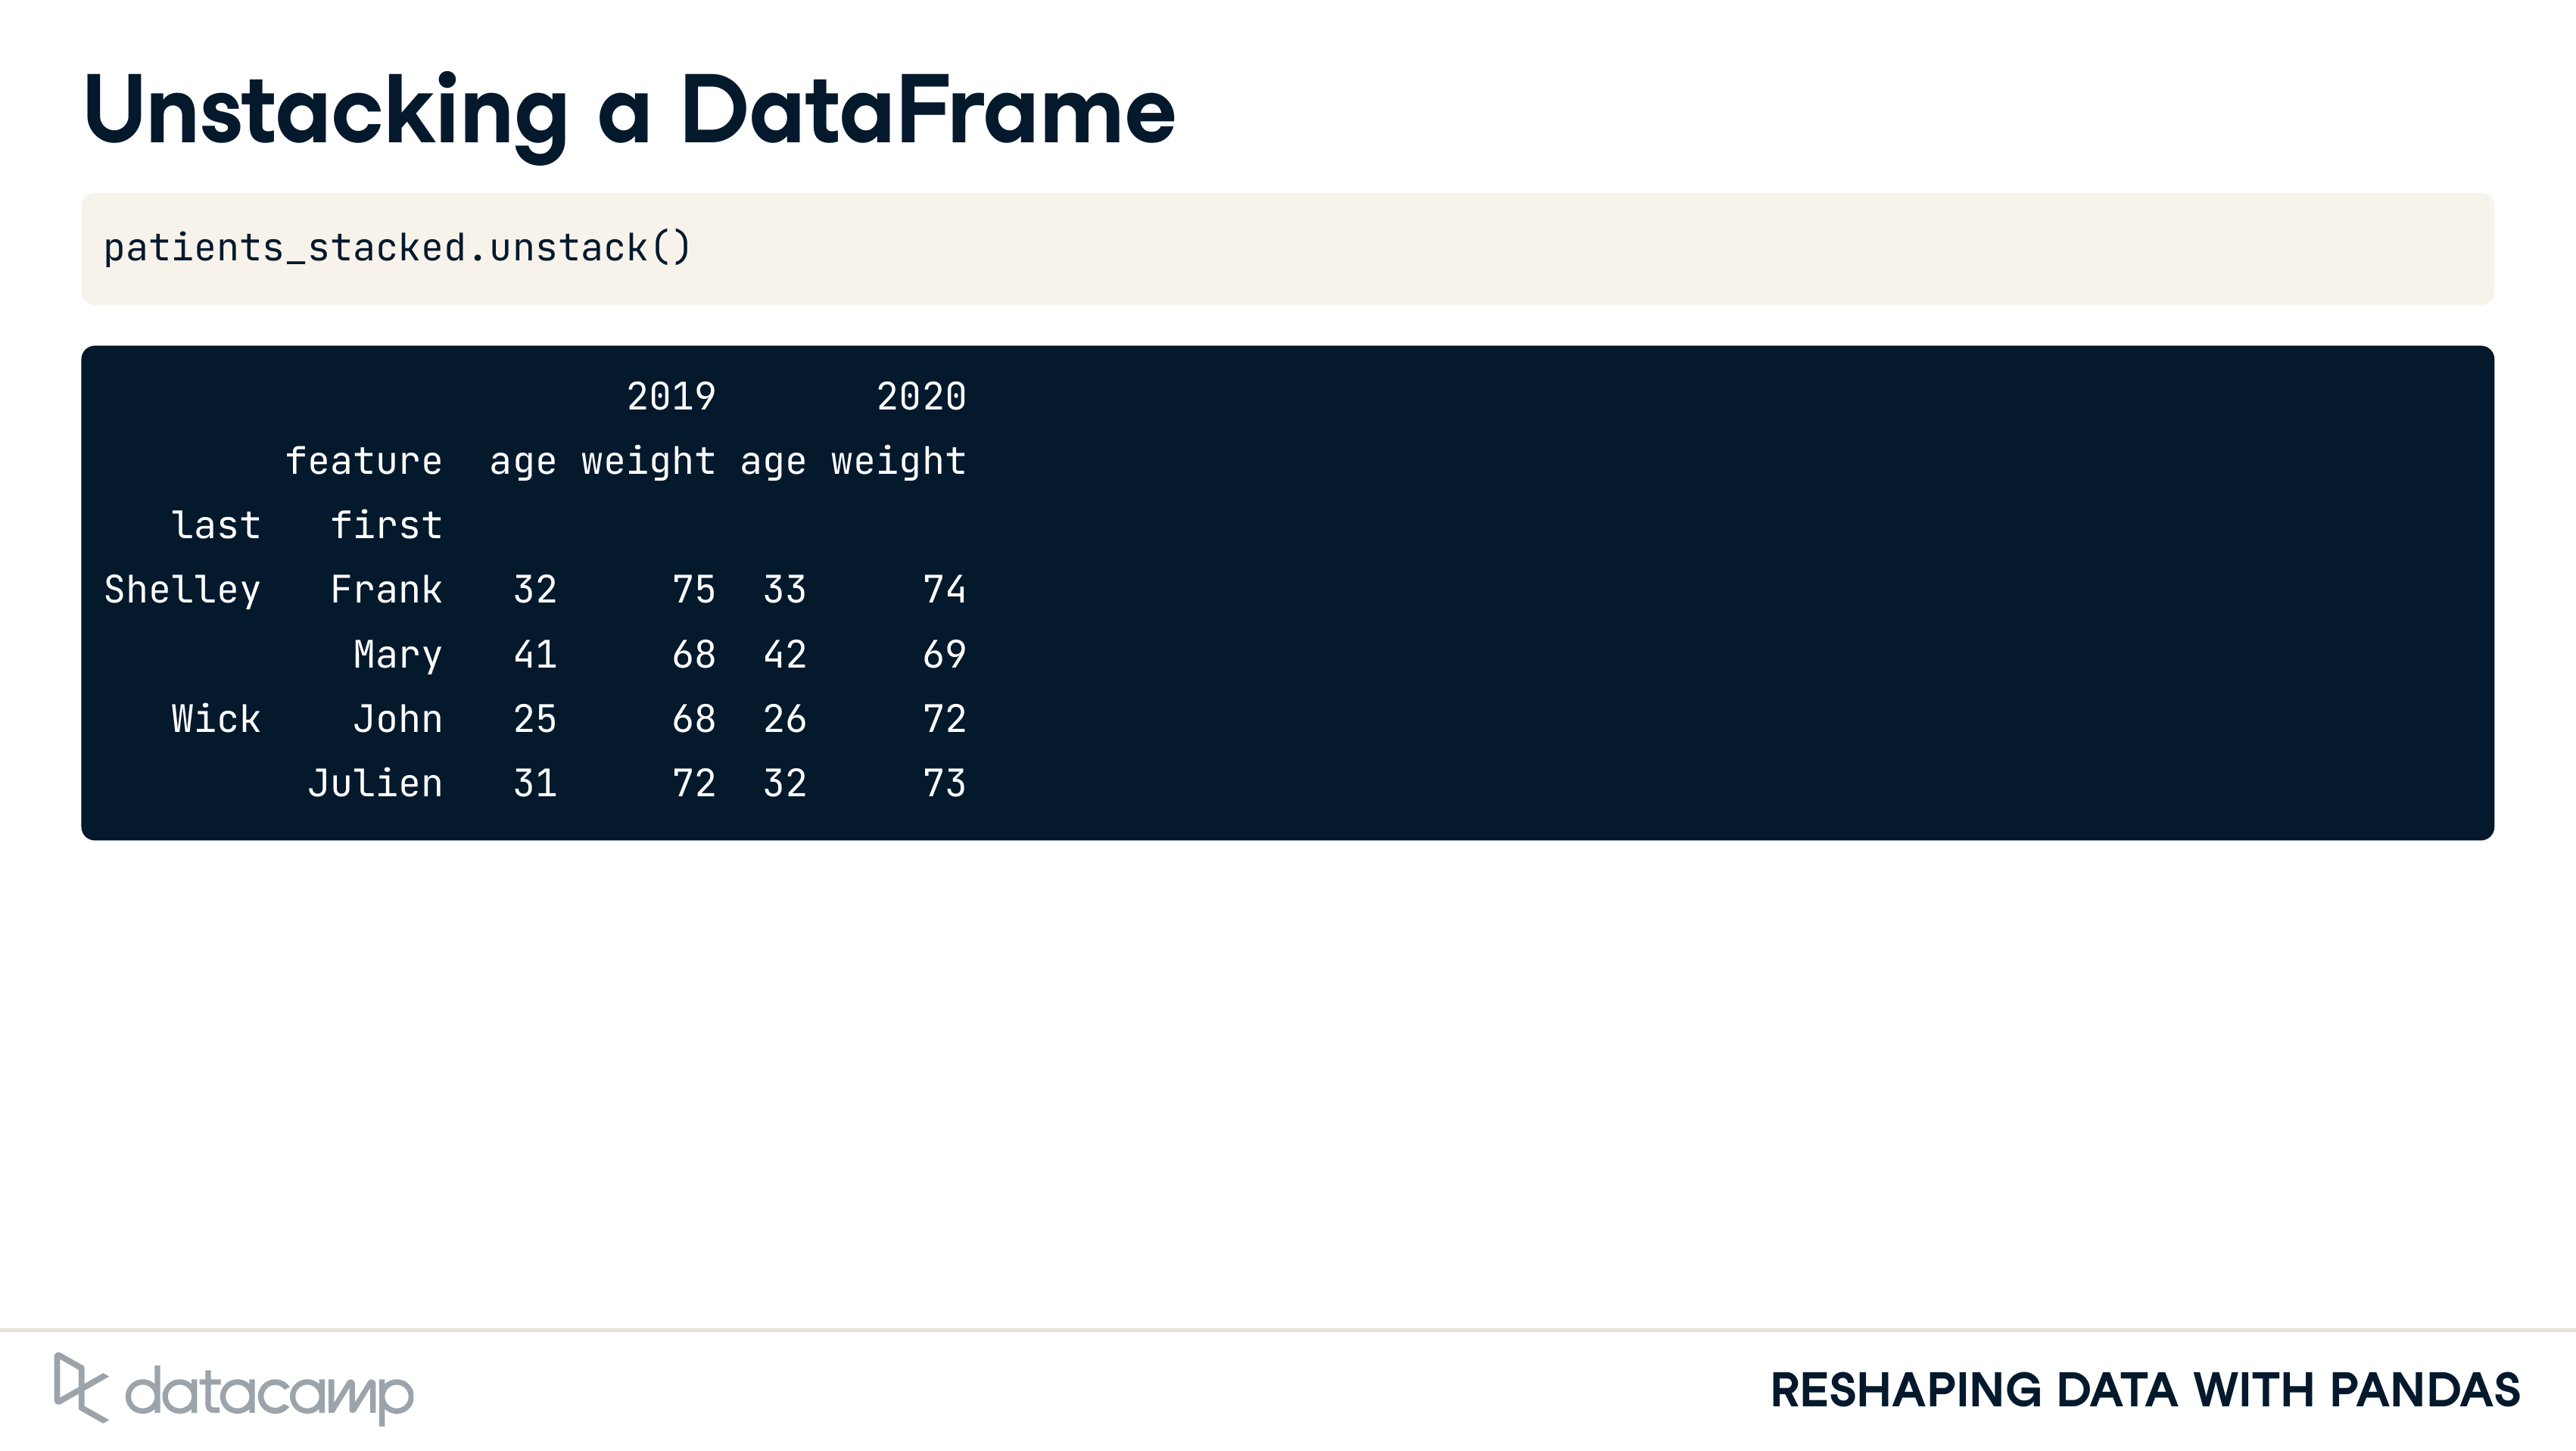 Unstacking a DataFrame
patients_stacked.unstack()
2019 2020
feature age weight age weight
last first
Shelley Frank 32 75 33 74
Mary 41 68 42 69
Wick John 25 68 26 72
Julien 31 72 32 73
datacamp
RESHAPING DATA WITH PANDAS